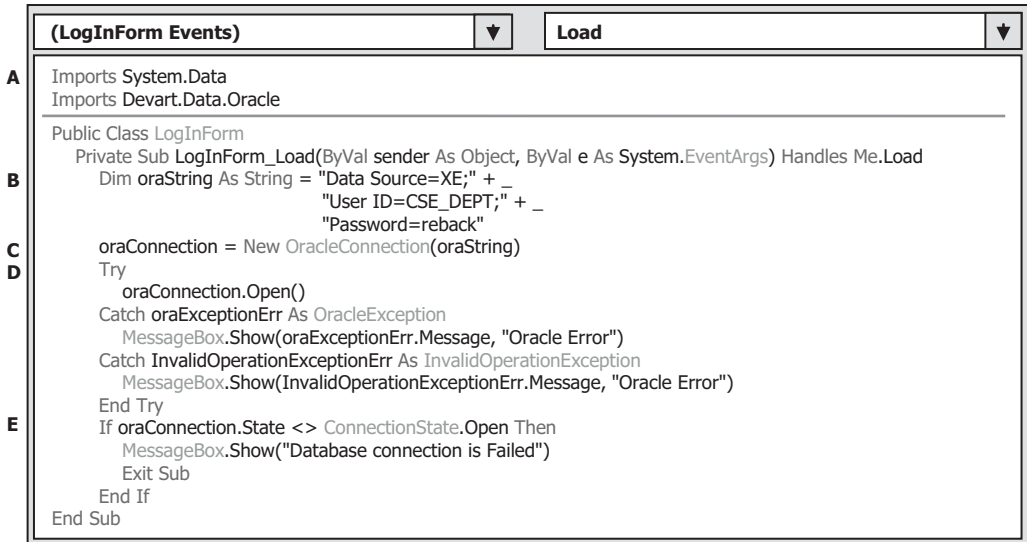 (LogInForm Events) Load
A Imports System.Data
Imports Devart.Data.Oracle
Public Class LogInForm
Private Sub LogInForm_Load(ByVal sender As Object, ByVal e As System.EventArgs) Handles Me.Load
B Dim oraString As String = "Data Source=XE;" + _
"User ID=CSE_DEPT;" + _
"Password=reback"
C oraConnection = New OracleConnection(oraString)
D Try
oraConnection.Open()
Catch oraExceptionErr As OracleException
MessageBox.Show(oraExceptionErr.Message, "Oracle Error")
Catch InvalidOperationExceptionErr As InvalidOperationException
MessageBox.Show(InvalidOperationExceptionErr.Message, "Oracle Error")
End Try
E If oraConnection.State <> ConnectionState.Open Then
MessageBox.Show("Database connection is Failed")
Exit Sub
End If
End Sub